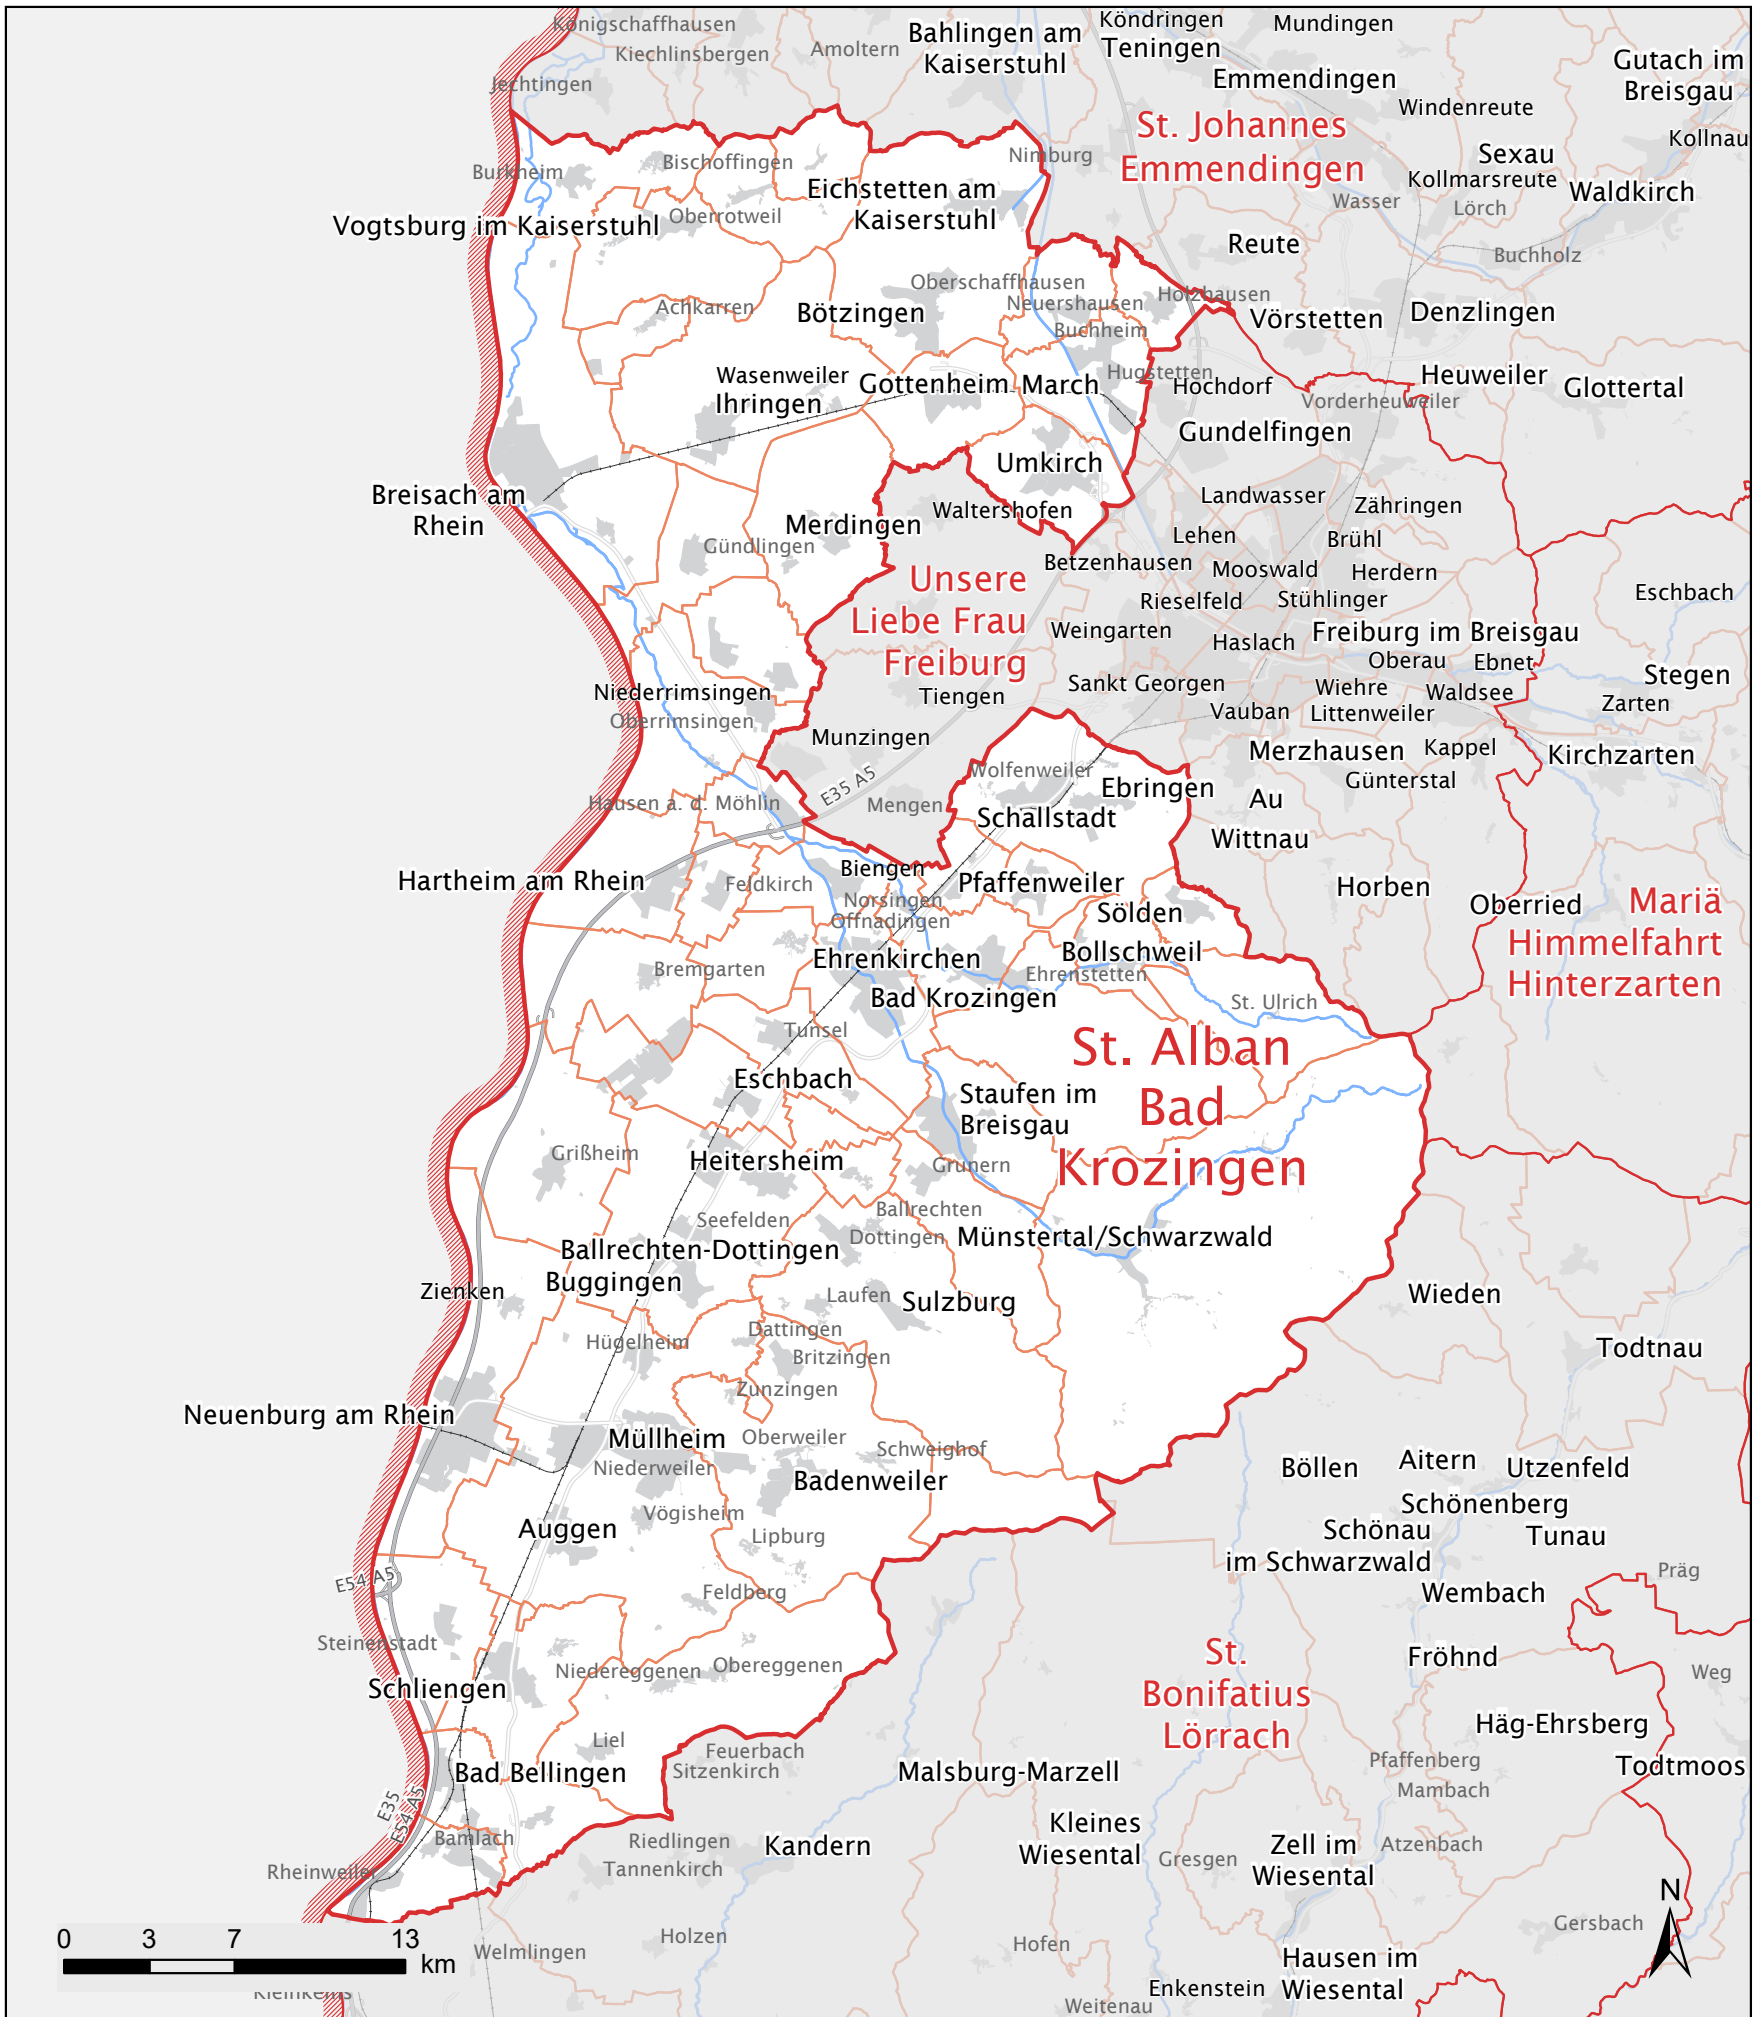 Königschaffhausen
Kiechlinsbergen
Amoltern
Bahlingen am
Kaiserstuhl
Köndringen
Teningen
Mundingen
Emmendingen
Gutach im
Breisgau
Jechtingen
Windenreute
Kollnau
St. Johannes
Emmendingen
Sexau
Kollmarsreute
Waldkirch
Wasser
Lörch
Burkheim
Bischoffingen
Nimburg
Eichstetten am
Kaiserstuhl
Vogtsburg im Kaiserstuhl
Oberrotweil
Reute
Buchholz
Oberschaffhausen
Neuershausen
Holzhausen
Achkarren
Bötzingen
Buchheim
Vörstetten
Denzlingen
Wasenweiler
Ihringen
Gottenheim
March
Hugstetten
Hochdorf
Heuweiler
Glottertal
Vorderheuweiler
Gundelfingen
Umkirch
Breisach am
Rhein
Landwasser
Zähringen
Waltershofen
Merdingen
Gündlingen
Lehen
Brühl
Betzenhausen
Mooswald
Herdern
Unsere
Liebe Frau
Freiburg
Rieselfeld
Stühlinger
Eschbach
Weingarten
Haslach
Freiburg im Breisgau
Oberau
Ebnet
Stegen
Niederrimsingen
Oberrimsingen
Tiengen
Sankt Georgen
Wiehre
Waldsee
Zarten
Vauban
Littenweiler
Munzingen
Merzhausen
Kappel
Kirchzarten
Wolfenweiler
Günterstal
E35 A5
Hausen a. d. Möhlin
Mengen
Ebringen
Au
Schallstadt
Wittnau
Hartheim am Rhein
Feldkirch
Biengen
Norsingen
Offnadingen
Pfaffenweiler
Horben
Sölden
Oberried
Mariä
Himmelfahrt
Hinterzarten
Bremgarten
Ehrenkirchen
Bollschweil
Ehrenstetten
Bad Krozingen
St. Ulrich
Tunsel
St. Alban
Bad
Krozingen
Eschbach
Staufen im
Breisgau
Grißheim
Heitersheim
Grunern
Seefelden
Ballrechten
Dottingen
Ballrechten-Dottingen
Münstertal/Schwarzwald
Buggingen
Zienken
Laufen
Sulzburg
Wieden
Hügelheim
Dattingen
Britzingen
Todtnau
Zunzingen
Neuenburg am Rhein
Müllheim
Niederweiler
Oberweiler
Schweighof
Badenweiler
Böllen
Aitern
Utzenfeld
Schönenberg
Auggen
Vögisheim
Lipburg
Schönau
im Schwarzwald
Tunau
Präg
E54 A5
Feldberg
Wembach
Steinenstadt
Niedereggenen
Obereggenen
St.
Bonifatius
Lörrach
Fröhnd
Weg
Schliengen
Häg-Ehrsberg
Liel
Feuerbach
Sitzenkirch
Bad Bellingen
Malsburg-Marzell
Pfaffenberg
Mambach
Todtmoos
E35
E54 A5
Bamlach
Riedlingen
Tannenkirch
Kandern
Kleines
Wiesental
Gresgen
Zell im
Wiesental
Atzenbach
Rheinweiler
N
Gersbach
0 3 7 13
km
Welmlingen
Holzen
Hofen
Hausen im
Wiesental
Enkenstein
Kleinkems
Weitenau